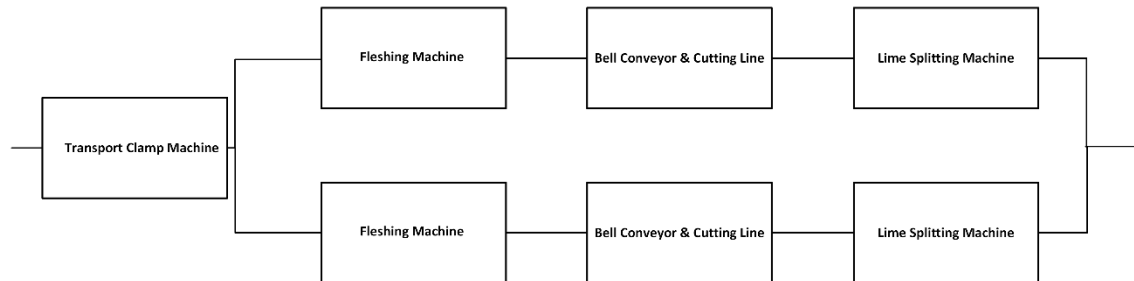 Fleshing Machine
Bell Conveyor & Cutting Line
Lime Splitting Machine
Transport Clamp Machine
Fleshing Machine
Bell Conveyor & Cutting Line
Lime Splitting Machine